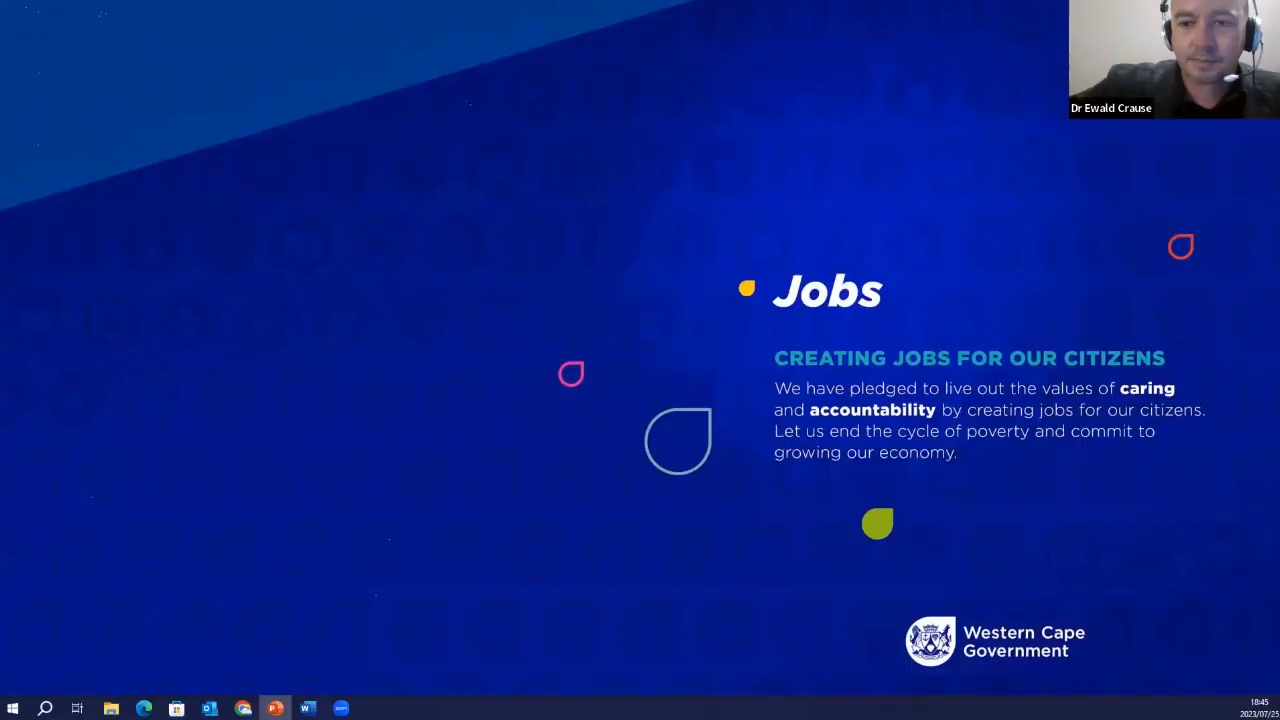 Dr Ewald Crause
Jobs
CREATING JOBS FOR OUR CITIZENS
We have pledged to live out the values of caring
and accountability by creating jobs for our citizens.
Let us end the cycle of poverty and commit to
growing our economy.
Western Cape
Government
18:45
2023/07/25